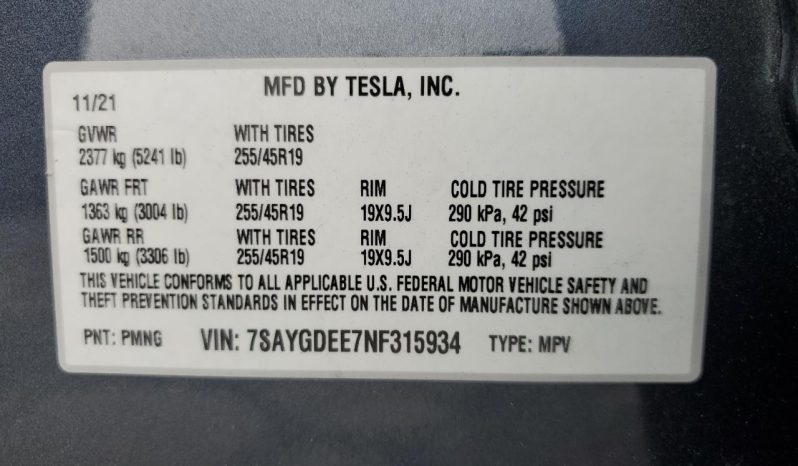 MFD BY TESLA, INC.
11/21
GVWR WITH TIRES
2377 kg (5241 lb) 255/45R19
GAWR FRT WITH TIRES RIM COLD TIRE PRESSURE
1363 kg (3004 lb) 255/45R19 19X9.5J 290 kPa, 42 psi
GAWR RR WITH TIRES RIM COLD TIRE PRESSURE
1500 kg (3306 lb) 255/45R19 19X9.5J 290 kPa, 42 psi
THIS VEHICLE CONFORMS TO ALL APPLICABLE U.S. FEDERAL MOTOR VEHICLE SAFETY AND
THEFT PREVENTION STANDARDS IN EFFECT ON THE DATE OF MANUFACTURE SHOWN ABOVE.
PNT: PMNG VIN: 7SAYGDEE7NF315934 TYPE: MPV